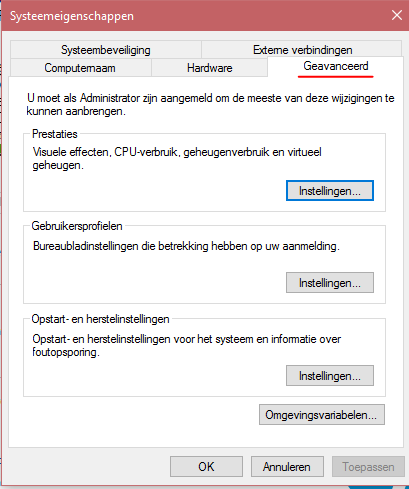 Systeemeigenschappen
Systeembeveiliging
Externe verbindingen
Computernaam
Hardware
Geavanceerd
U moet als Administrator zijn aangemeld om de meeste van deze wijzigingen te
kunnen aanbrengen.
Prestaties
Visuele effecten, CPU-verbruik, geheugenverbruik en virtueel
geheugen.
Instellingen...
Gebruikersprofielen
Bureaubladinstellingen die betrekking hebben op uw aanmelding.
Instellingen...
Opstart- en herstelinstellingen
Opstart- en herstelinstellingen voor het systeem en informatie over
foutopsporing.
Instellingen...
Omgevingsvariabelen...
OK
Annuleren
Toepassen